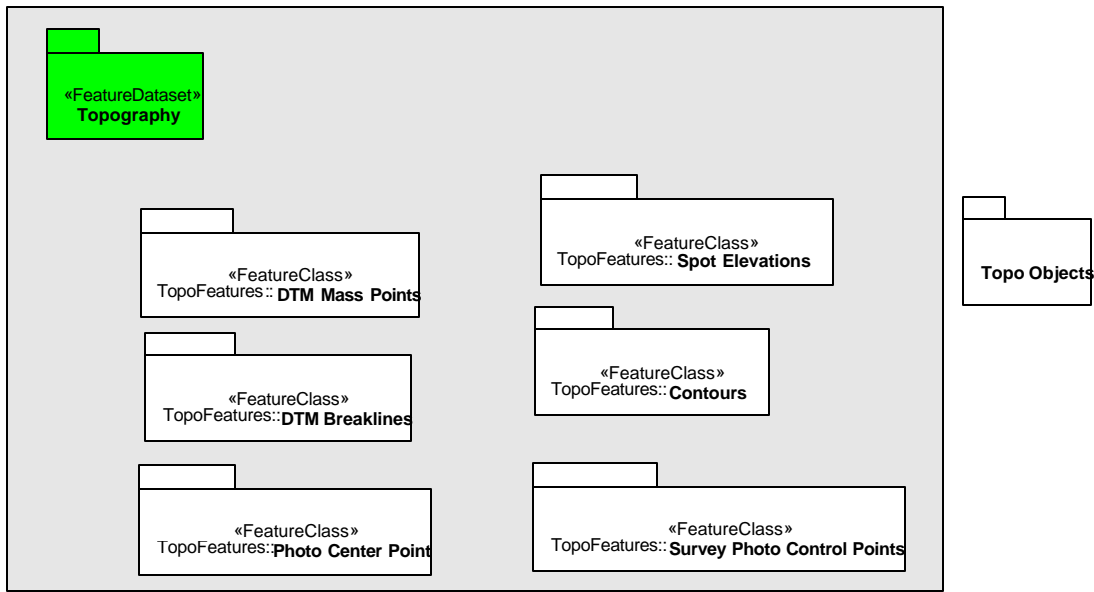 «FeatureDataset»
Topography
«FeatureClass»
TopoFeatures:: DTM Mass Points
«FeatureClass»
TopoFeatures::DTM Breaklines
«FeatureClass»
TopoFeatures::Photo Center Point
«FeatureClass»
TopoFeatures:: Spot Elevations
«FeatureClass»
TopoFeatures::Contours
«FeatureClass»
TopoFeatures::Survey Photo Control Points
Topo Objects